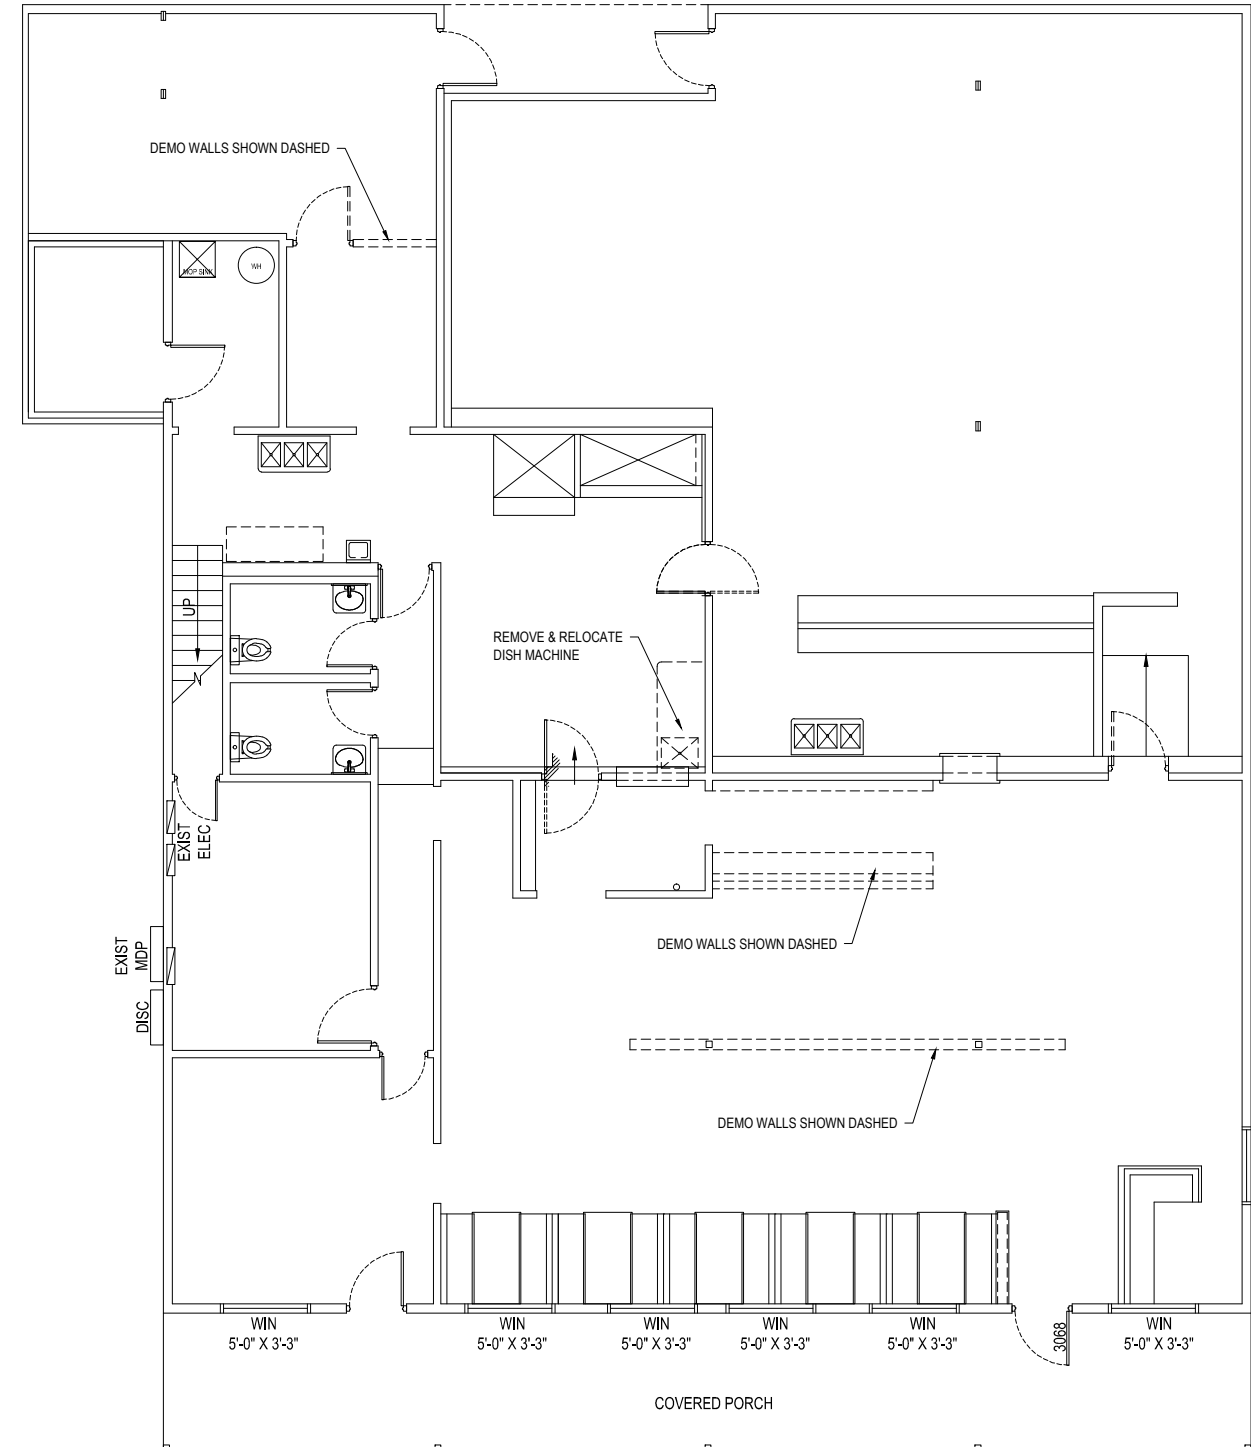 DEMO WALLS SHOWN DASHED
MOP SINK
WH
UP
REMOVE & RELOCATE
DISH MACHINE
EXIST
ELEC
EXIST
MDP
DISC
DEMO WALLS SHOWN DASHED
DEMO WALLS SHOWN DASHED
WIN
5'-0" X 3'-3"
WIN
5'-0" X 3'-3"
WIN
5'-0" X 3'-3"
WIN
5'-0" X 3'-3"
WIN
5'-0" X 3'-3"
3068
WIN
5'-0" X 3'-3"
COVERED PORCH